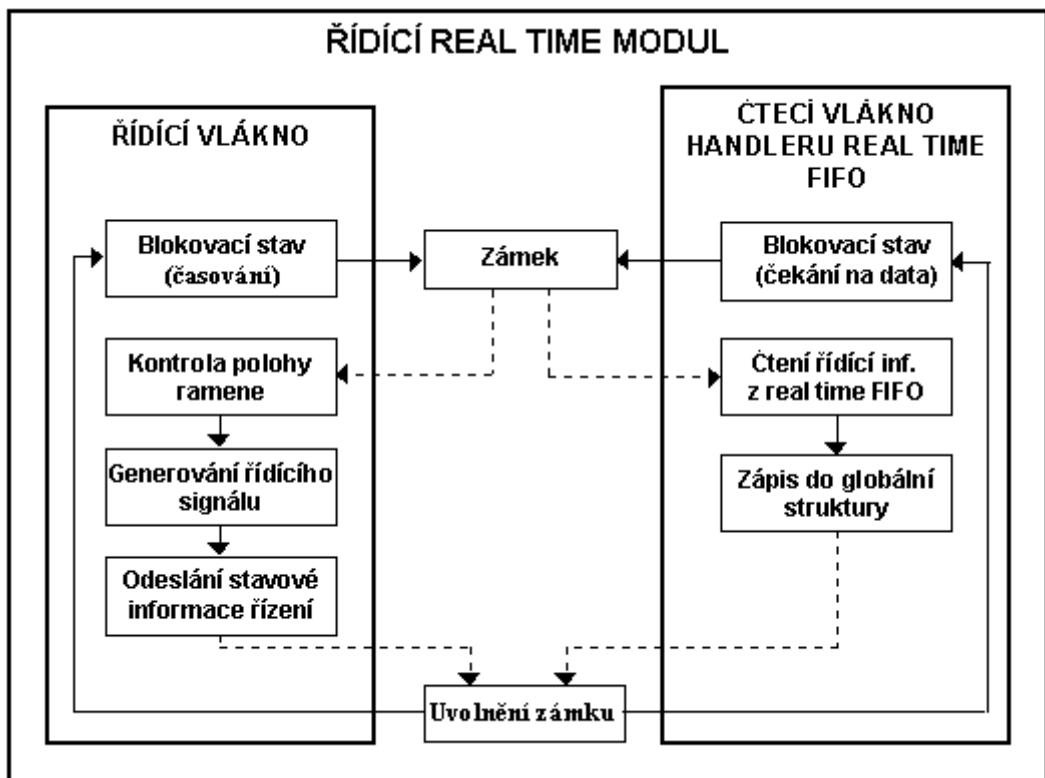 ŘÍDÍCÍ REAL TIME MODUL
ŘÍDÍCÍ VLÁKNO
ČTECÍ VLÁKNO
HANDLERU REAL TIME
FIFO
Blokovací stav
(časování)
Zámek
Blokovací stav
(čekání na data)
Kontrola polohy
ramene
Čtení řídící inf.
z real time FIFO
Generování řídícího
signálu
Zápis do globální
struktury
Odeslání stavové
informace řízení
Uvolnění zámku